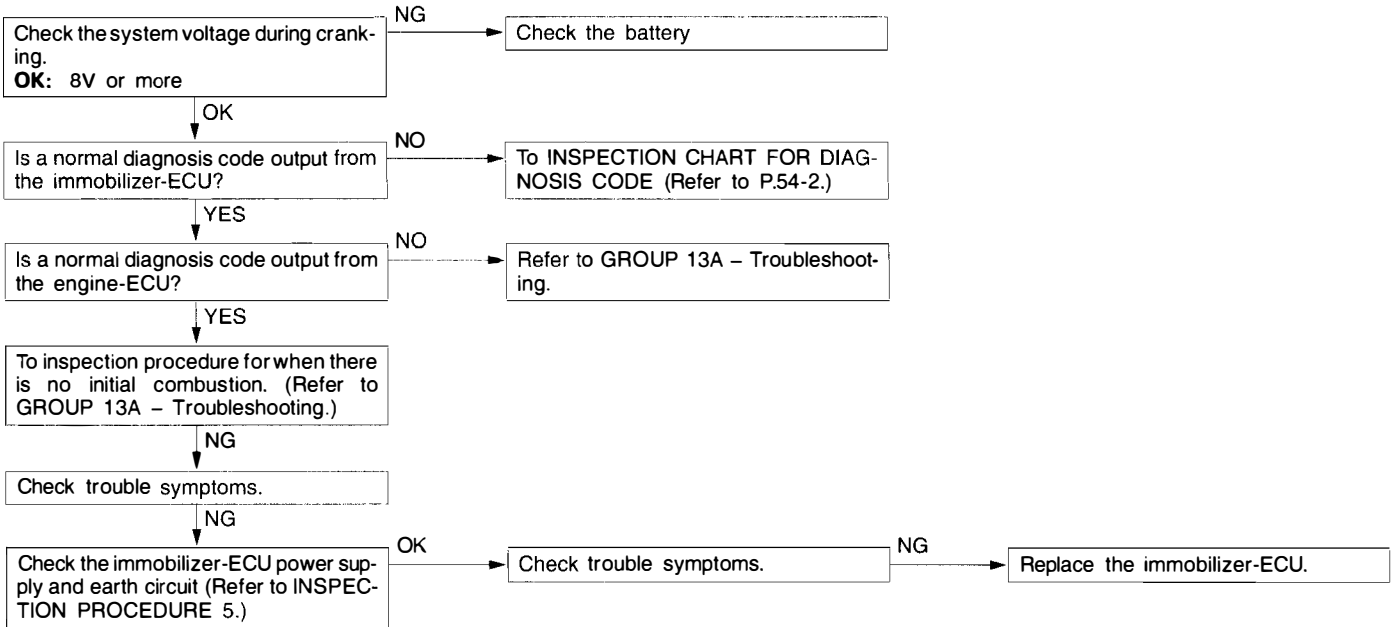 NG
Check the system voltage during crank-
ing.
OK: 8V or more
Check the battery
OK
NO
Is a normal diagnosis code output from
the immobilizer-ECU?
To INSPECTION CHART FOR DIAG-
NOSIS CODE (Refer to P.54-2.)
YES
NO
Is a normal diagnosis code output from
the engine-ECU?
Refer to GROUP 13A – Troubleshoot-
ing.
YES
To inspection procedure for when there
is no initial combustion. (Refer to
GROUP 13A – Troubleshooting.)
NG
Check trouble symptoms.
NG
Check the immobilizer-ECU power sup-
ply and earth circuit (Refer to INSPEC-
TION PROCEDURE 5.)
OK
Check trouble symptoms.
NG
Replace the immobilizer-ECU.